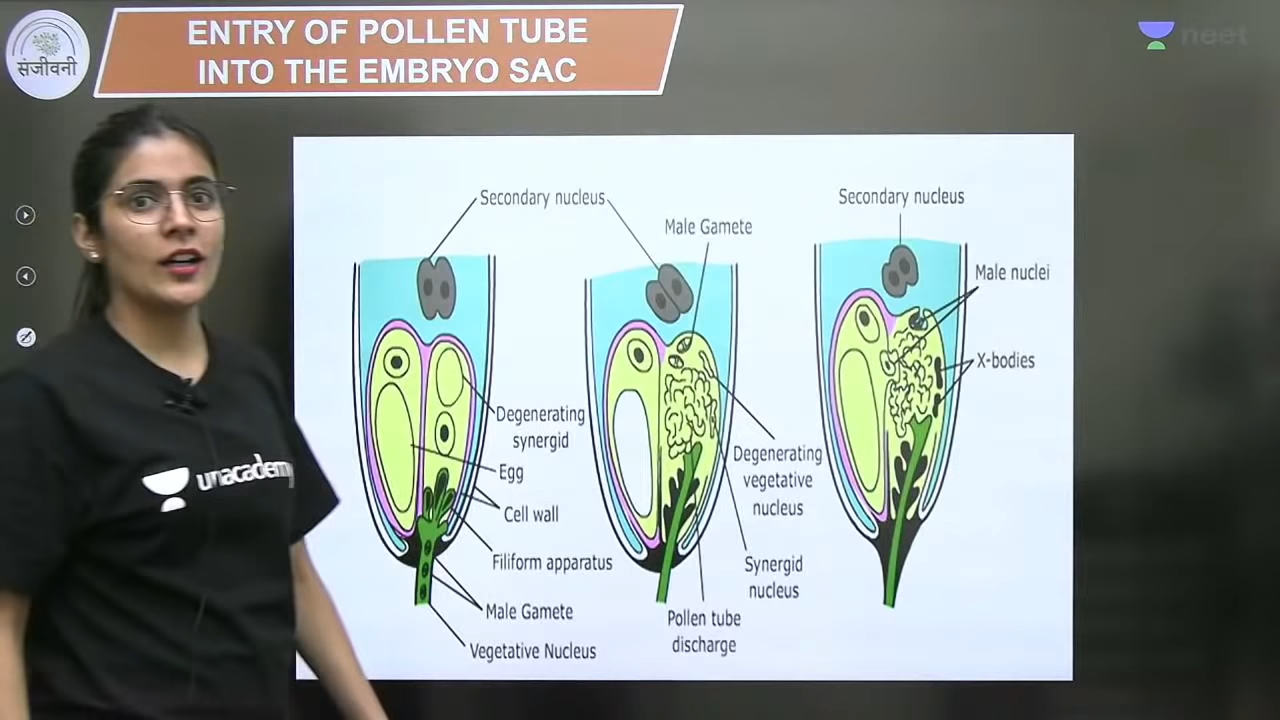 ENTRY OF POLLEN TUBE
INTO THE EMBRYO SAC
संजीवनी
neet
Secondary nucleus
Male Gamete
Secondary nucleus
Male nuclei
X-bodies
Degenerating
synergid
Egg
Cell wall
Filiform apparatus
Male Gamete
Vegetative Nucleus
Degenerating
vegetative
nucleus
Synergid
nucleus
Pollen tube
discharge
unacademy